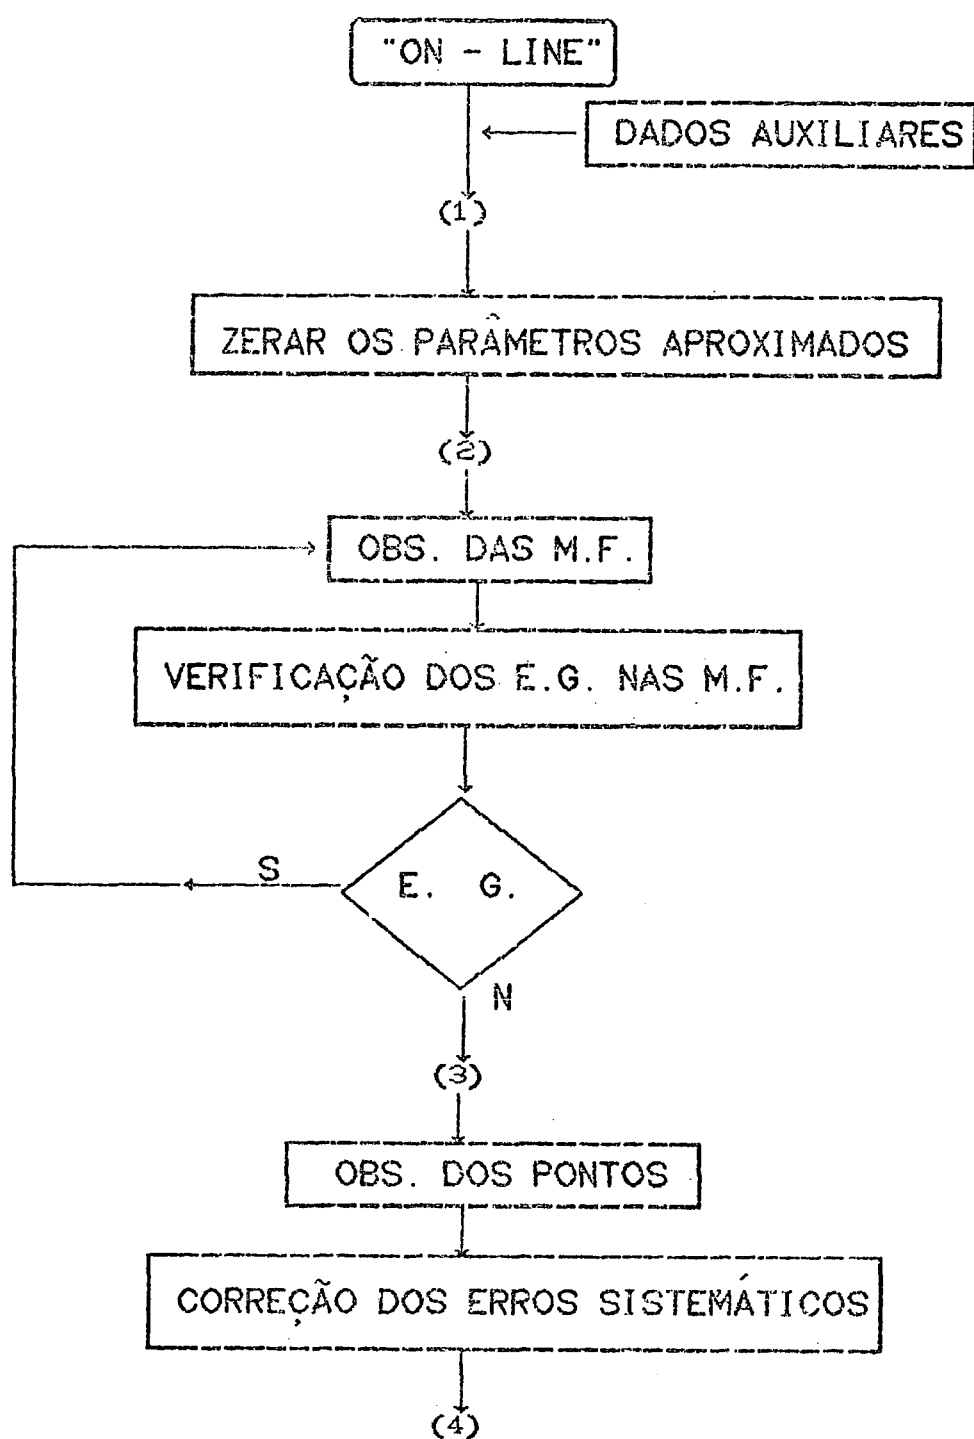 "ON - LINE"
DADOS AUXILIARES
(1)
ZERAR OS PARÂMETROS APROXIMADOS
(2)
OBS. DAS M.F.
VERIFICAÇÃO DOS E.G. NAS M.F.
S
E. G.
N
(3)
OBS. DOS PONTOS
CORREÇÃO DOS ERROS SISTEMÁTICOS
(4)